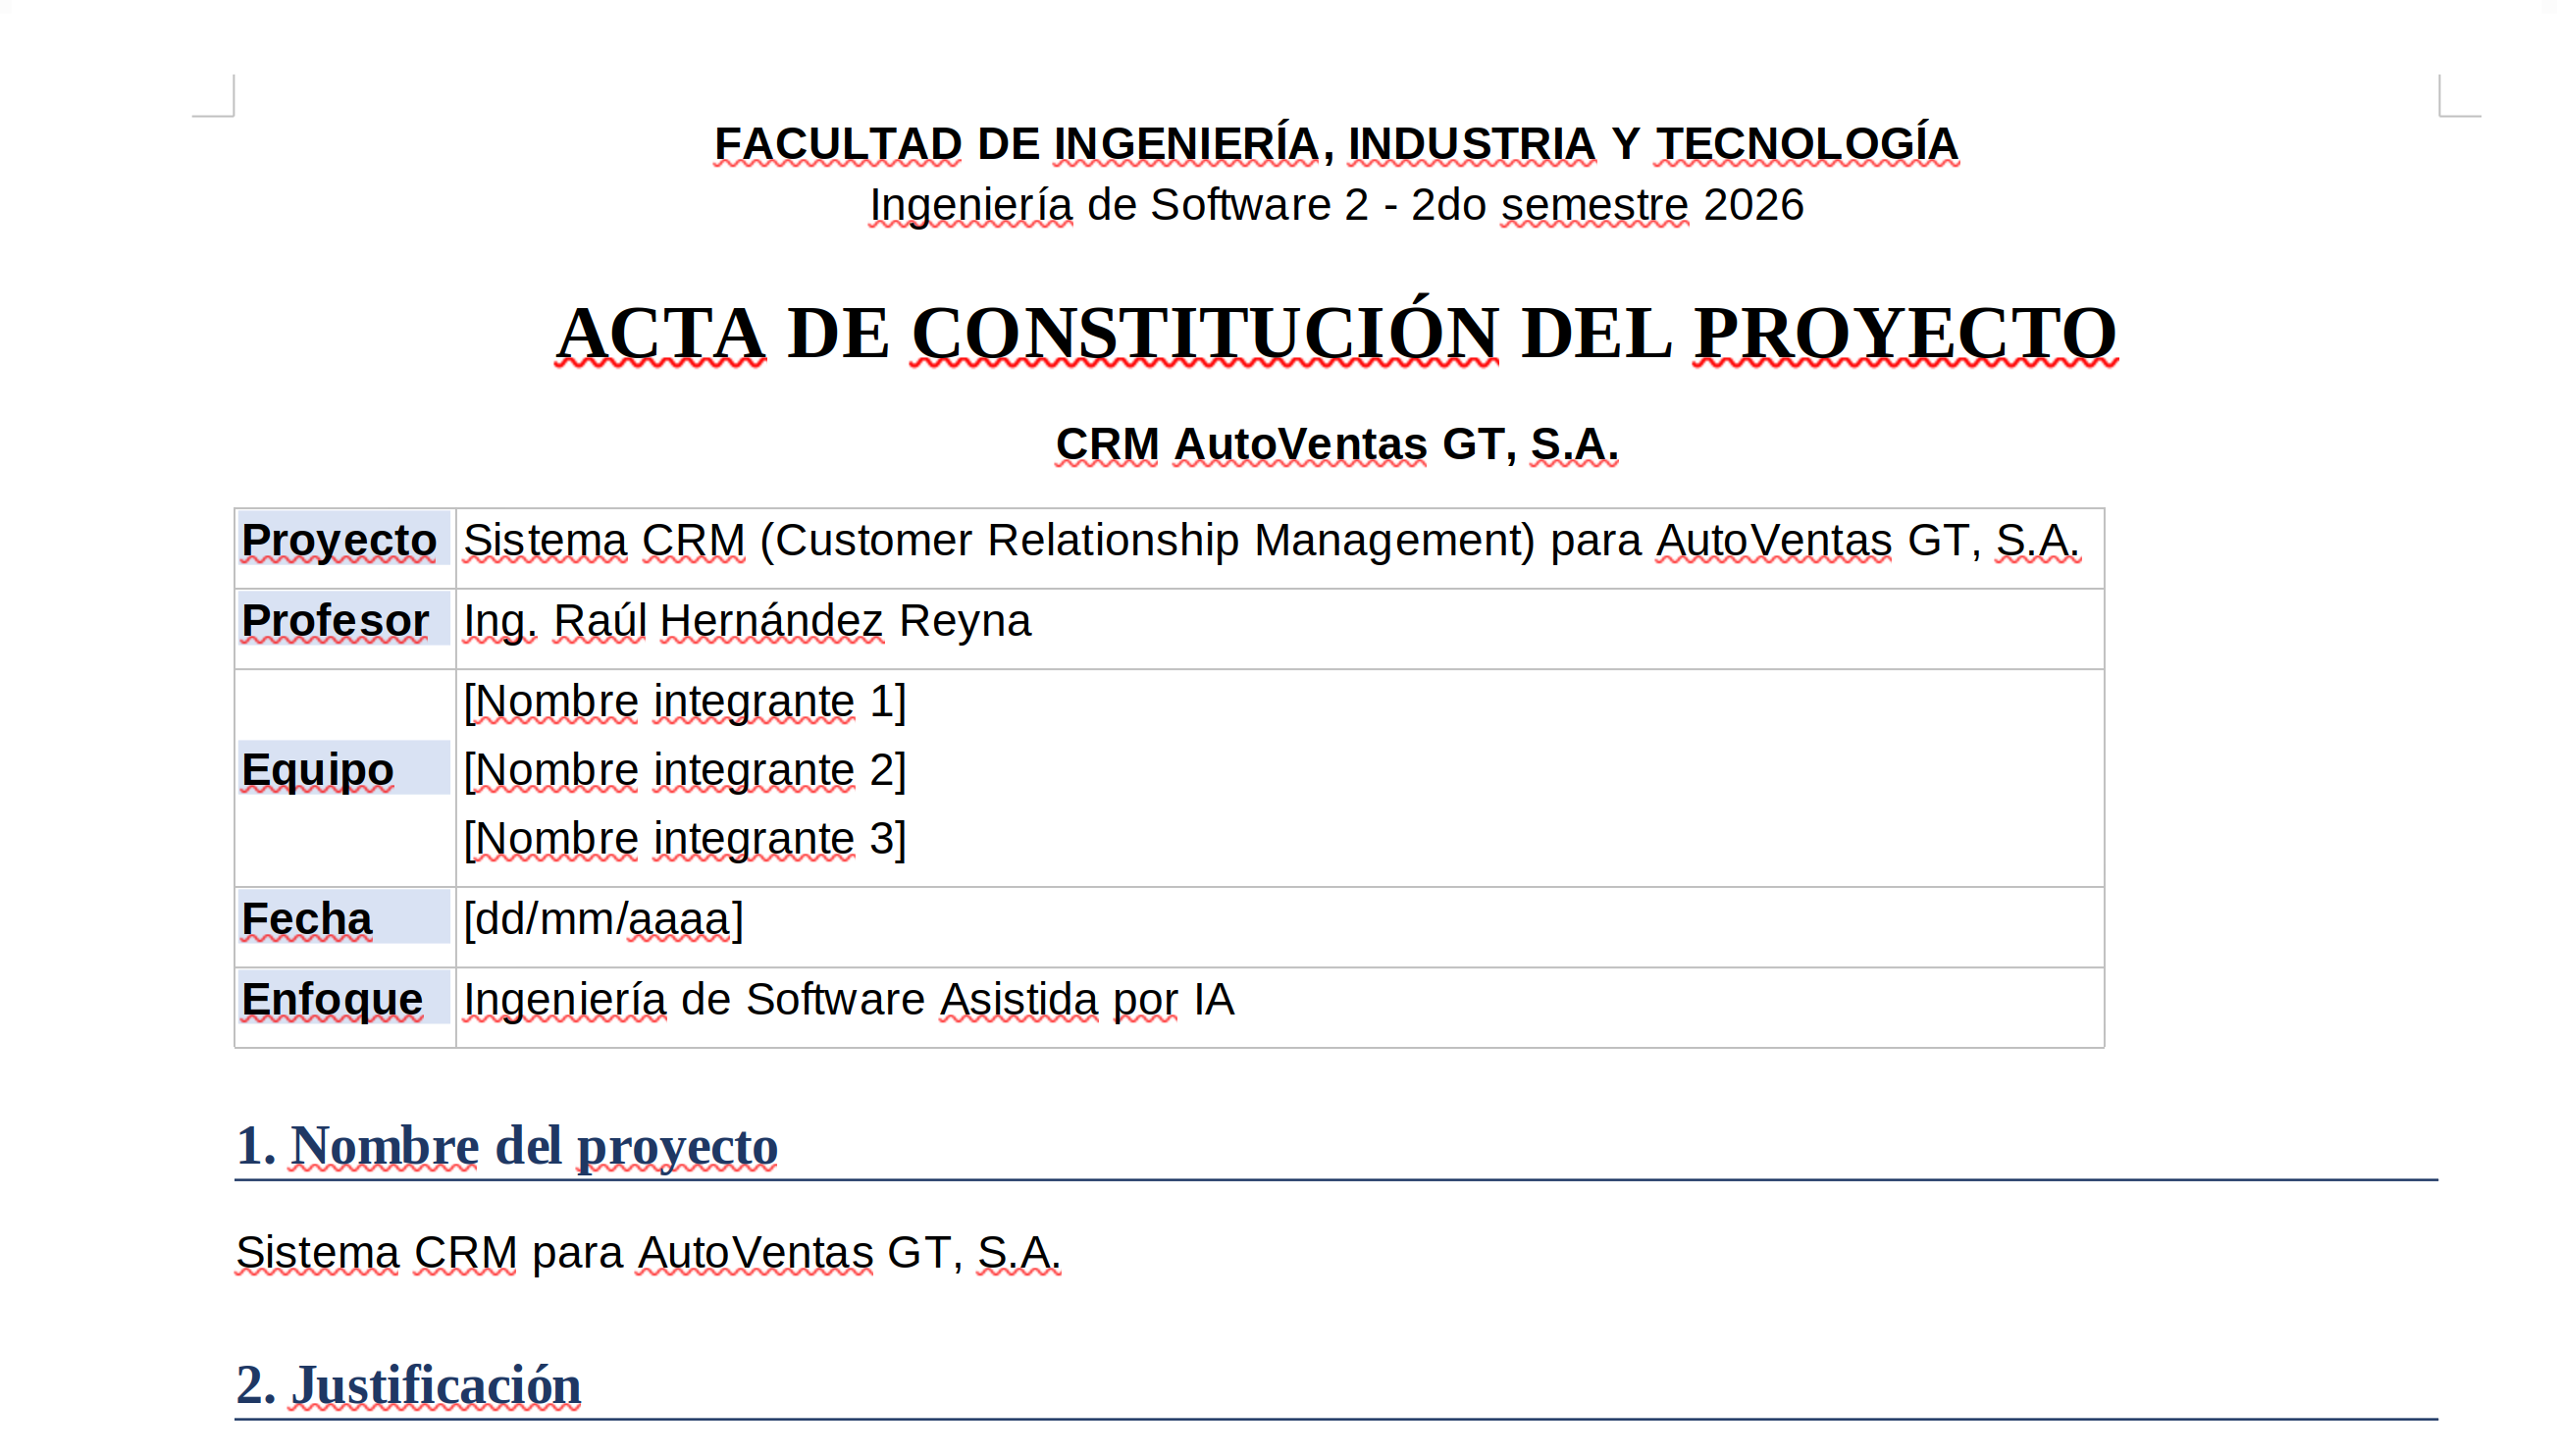 FACULTAD DE INGENIERÍA, INDUSTRIA Y TECNOLOGÍA
Ingeniería de Software 2 - 2do semestre 2026
ACTA DE CONSTITUCIÓN DEL PROYECTO
CRM AutoVentas GT, S.A.
Proyecto Sistema CRM (Customer Relationship Management) para AutoVentas GT, S.A.
Profesor Ing. Raúl Hernández Reyna
[Nombre integrante 1]
Equipo [Nombre integrante 2]
[Nombre integrante 3]
Fecha [dd/mm/aaaa]
Enfoque Ingeniería de Software Asistida por IA
1. Nombre del proyecto
Sistema CRM para AutoVentas GT, S.A.
2. Justificación